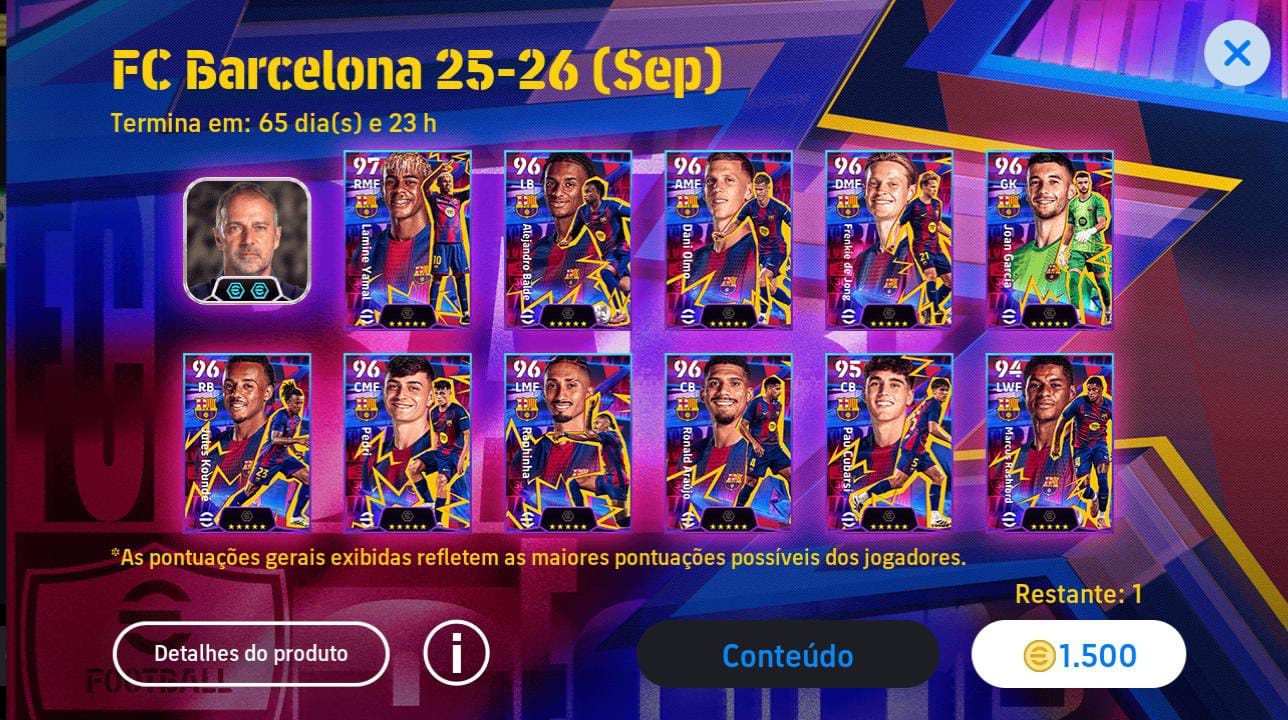 FC Barcelona 25-26 (Sep)
Termina em: 65 dia(s) e 23 h
97
RMF
Lamine Yamal
96
LB
Alejandro Balde
96
AMF
Dani Olmo
96
DMF
Frenkie de Jong
96
GK
Joan Garcia
96
RB
Jules Koundé
96
CMF
Pedri
96
LMF
Raphinha
96
CB
Ronald Araujo
95
CB
Pau Cubarsí
94
LWF
Marcus Rashford
*As pontuações gerais exibidas refletem as maiores pontuações possíveis dos jogadores.
Restante: 1
Detalhes do produto
i
Conteúdo
1.500
FOOTBALL